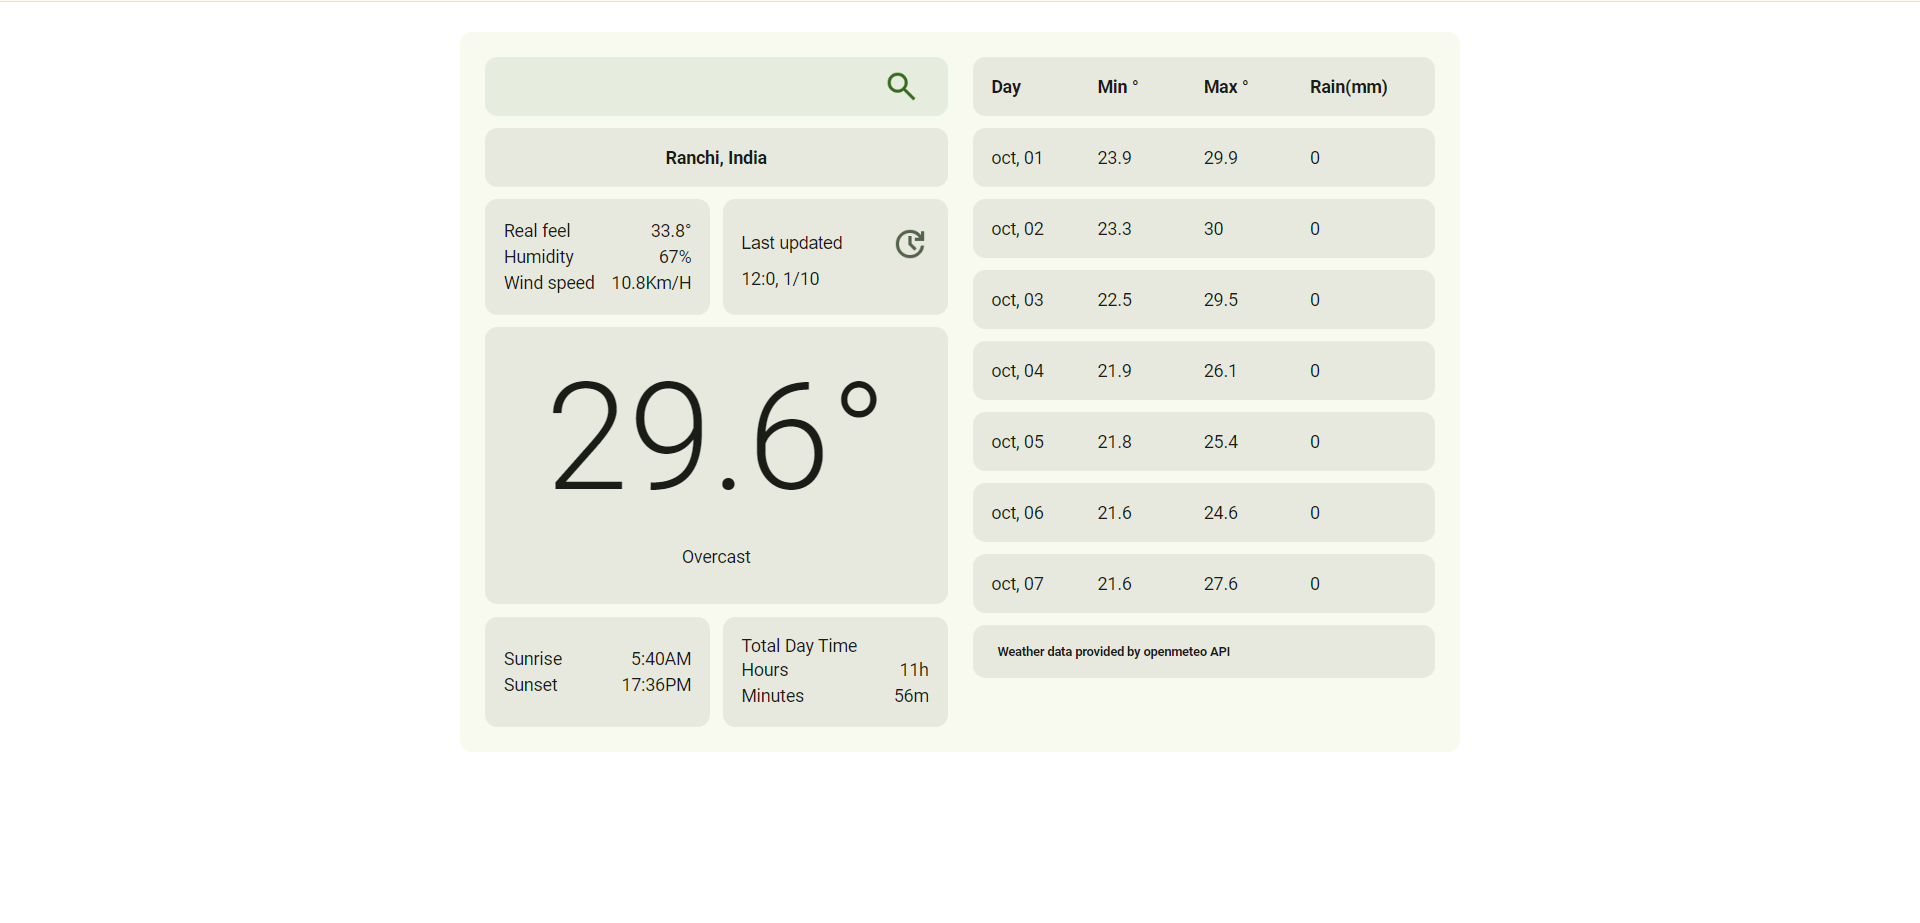 Ranchi, India
Real feel 33.8°
Humidity 67%
Wind speed 10.8Km/H
Last updated
12:0, 1/10
29.6°
Overcast
Sunrise 5:40AM
Sunset 17:36PM
Total Day Time
Hours 11h
Minutes 56m
Day Min ° Max ° Rain(mm)
oct, 01 23.9 29.9 0
oct, 02 23.3 30 0
oct, 03 22.5 29.5 0
oct, 04 21.9 26.1 0
oct, 05 21.8 25.4 0
oct, 06 21.6 24.6 0
oct, 07 21.6 27.6 0
Weather data provided by openmeteo API